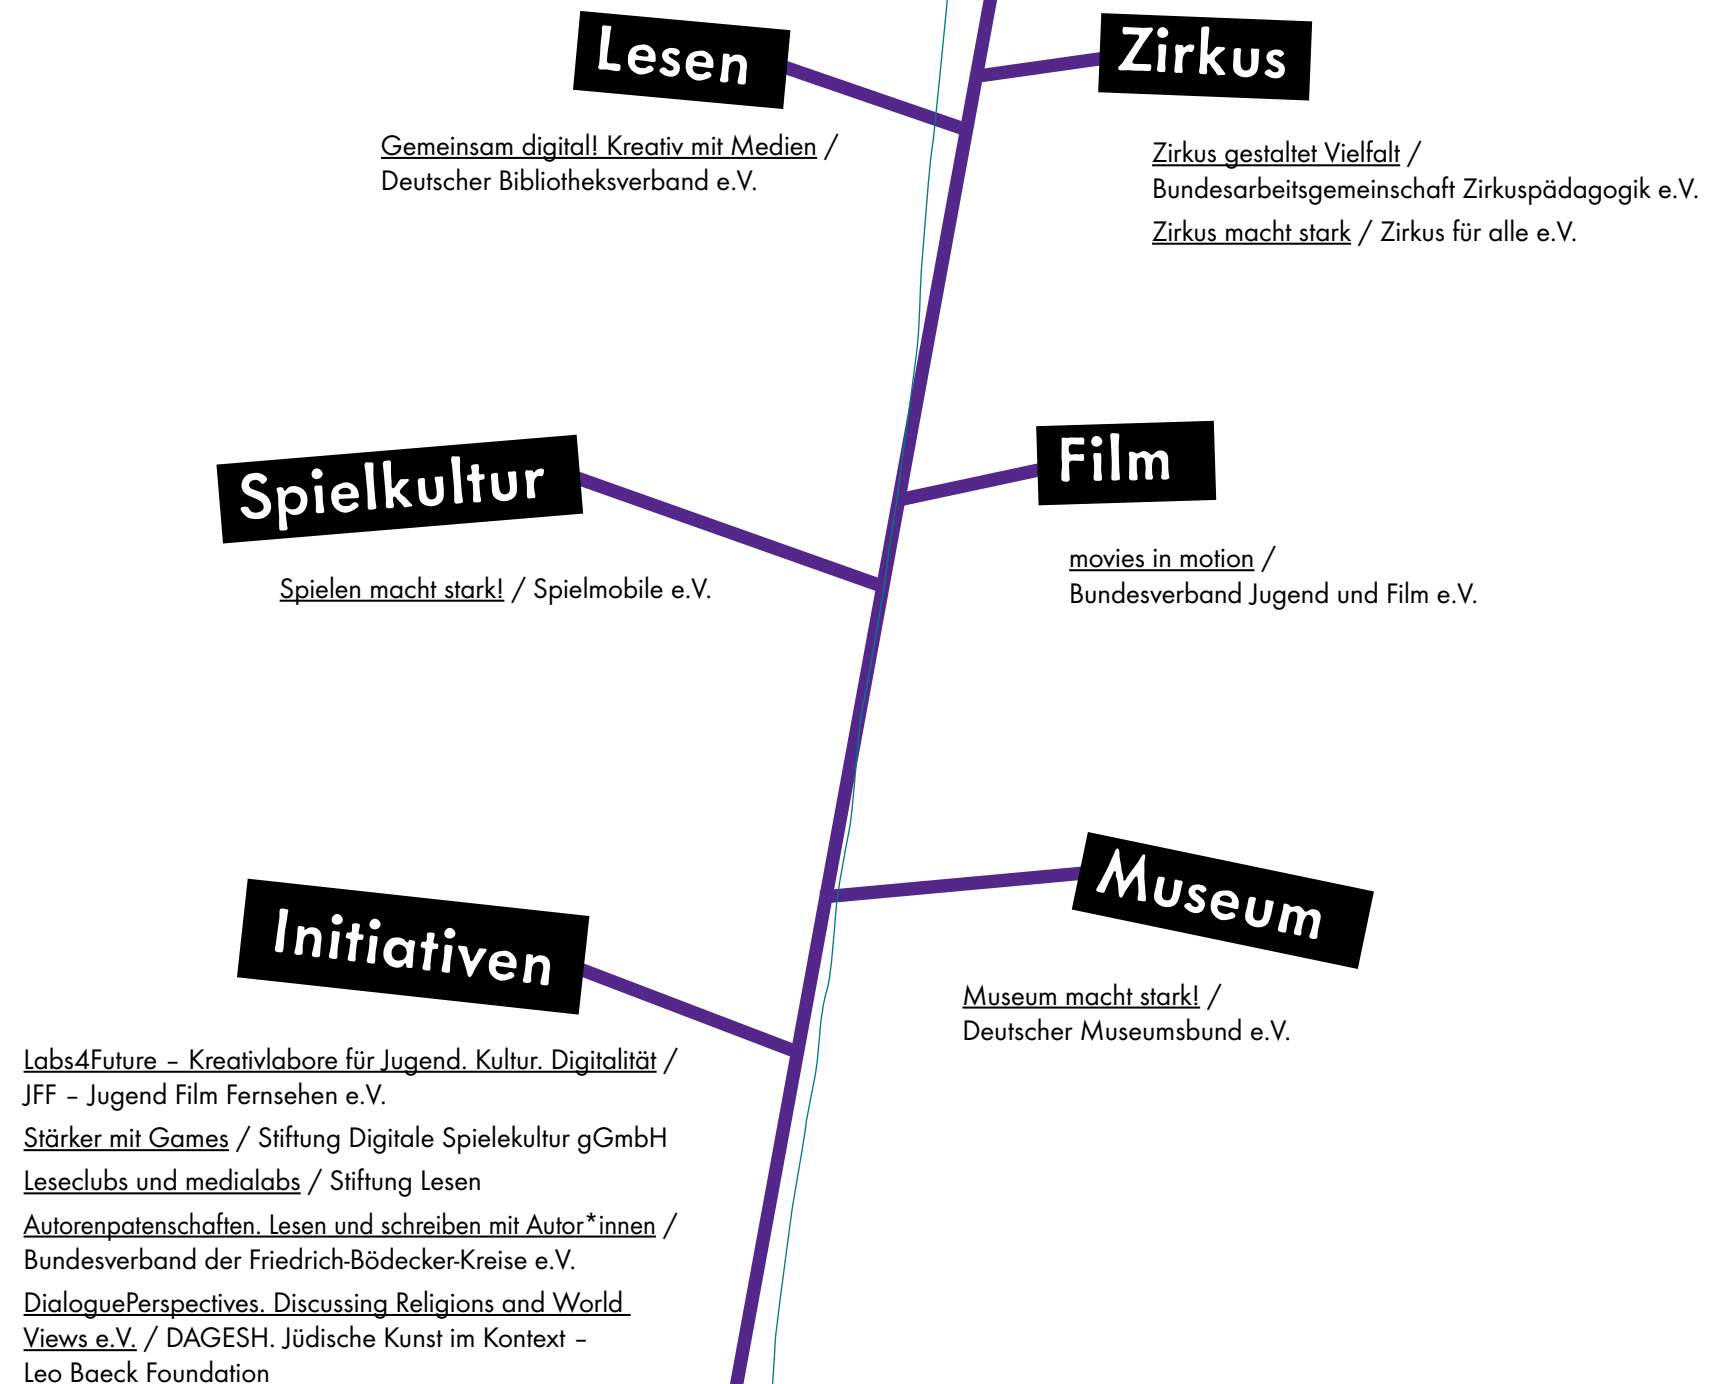 Lesen
Gemeinsam digital! Kreativ mit Medien /
Deutscher Bibliotheksverband e.V.
Zirkus
Zirkus gestaltet Vielfalt /
Bundesarbeitsgemeinschaft Zirkuspädagogik e.V.
Zirkus macht stark / Zirkus für alle e.V.
Spielkultur
Spielen macht stark! / Spielmobile e.V.
Film
movies in motion /
Bundesverband Jugend und Film e.V.
Museum
Museum macht stark! /
Deutscher Museumsbund e.V.
Initiativen
Labs4Future – Kreativlabore für Jugend. Kultur. Digitalität /
JFF – Jugend Film Fernsehen e.V.
Stärker mit Games / Stiftung Digitale Spielekultur gGmbH
Leseclubs und medialabs / Stiftung Lesen
Autorenpatenschaften. Lesen und schreiben mit Autor*innen /
Bundesverband der Friedrich-Bödecker-Kreise e.V.
DialoguePerspectives. Discussing Religions and World
Views e.V. / DAGESH. Jüdische Kunst im Kontext –
Leo Baeck Foundation